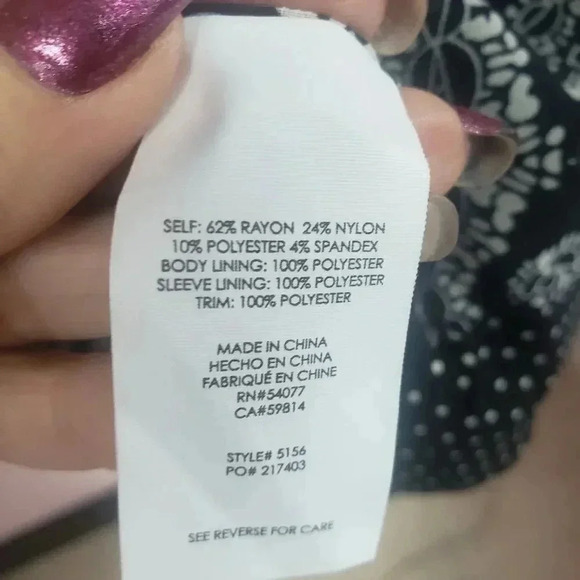 SELF: 62% RAYON 24% NYLON
10% POLYESTER 4% SPANDEX
BODY LINING: 100% POLYESTER
SLEEVE LINING: 100% POLYESTER
TRIM: 100% POLYESTER
MADE IN CHINA
HECHO EN CHINA
FABRIQUÉ EN CHINE
RN#54077
CA#59814
STYLE# 5156
PO# 217403
SEE REVERSE FOR CARE